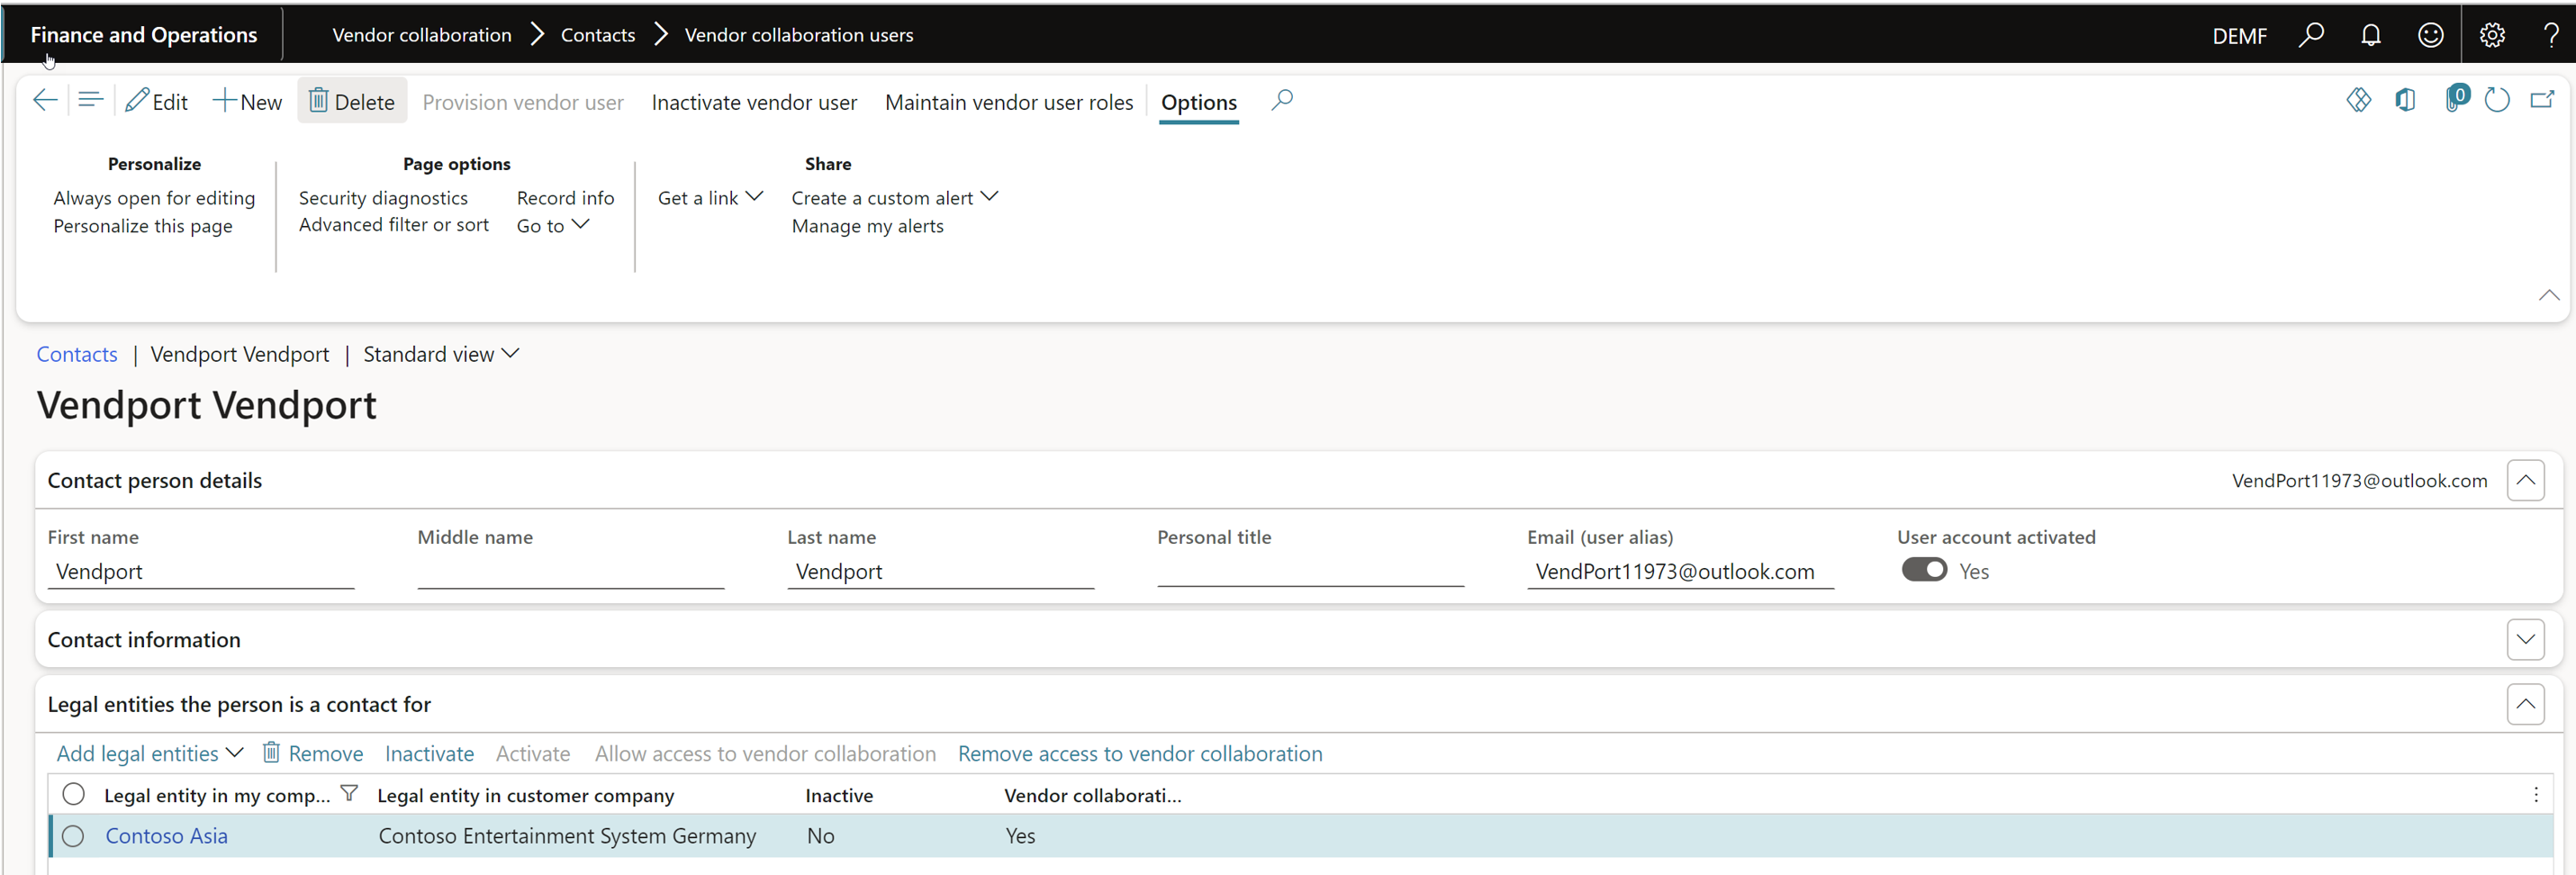 Finance and Operations Vendor collaboration Contacts Vendor collaboration users DEMF ?
Edit New Delete Provision vendor user Inactivate vendor user Maintain vendor user roles Options 0
Personalize Page options Share
Always open for editing Security diagnostics Record info Get a link Create a custom alert
Personalize this page Advanced filter or sort Go to Manage my alerts
Contacts | Vendport Vendport | Standard view
Vendport Vendport
Contact person details VendPort11973@outlook.com
First name Middle name Last name Personal title Email (user alias) User account activated
Vendport Vendport VendPort11973@outlook.com Yes
Contact information
Legal entities the person is a contact for
Add legal entities Remove Inactivate Activate Allow access to vendor collaboration Remove access to vendor collaboration
Legal entity in my comp... Legal entity in customer company Inactive Vendor collaborati...
Contoso Asia Contoso Entertainment System Germany No Yes